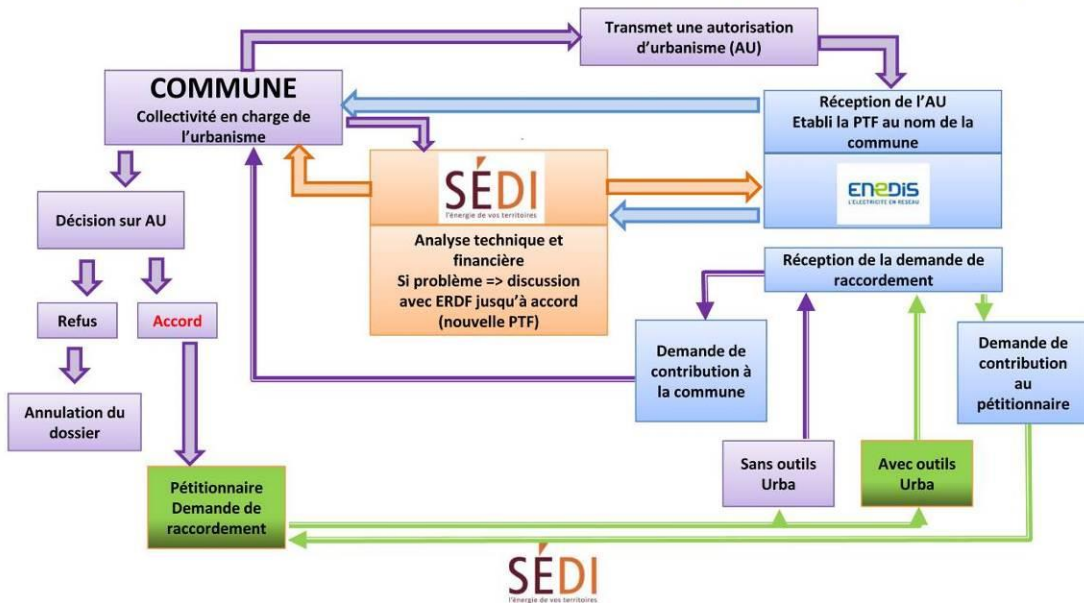 Transmet une autorisation
d'urbanisme (AU)
COMMUNE
Collectivité en charge de
l'urbanisme
Réception de l'AU
Etabli la PTF au nom de la
commune
SÉDI
l'énergie de vos territoires
ENEDIS
L'ELECTRICITE EN RESEAU
Décision sur AU
Analyse technique et
financière
Si problème => discussion
avec ERDF jusqu'à accord
(nouvelle PTF)
Réception de la demande de
raccordement
Refus
Accord
Demande de
contribution à
la commune
Demande de
contribution
au
pétitionnaire
Annulation du
dossier
Sans outils
Urba
Avec outils
Urba
Pétitionnaire
Demande de
raccordement
SÉDI
l'énergie de vos territoires